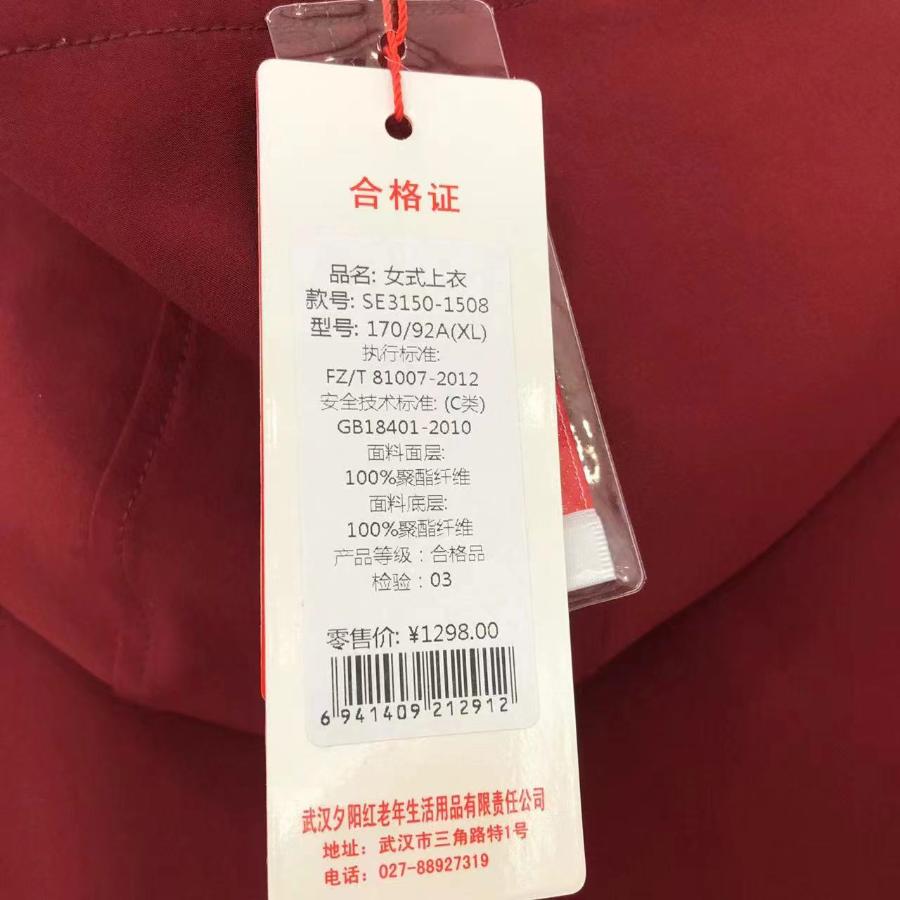 合格证
品名: 女式上衣
款号: SE3150-1508
型号: 170/92A(XL)
执行标准:
FZ/T 81007-2012
安全技术标准: (C类)
GB18401-2010
面料面层:
100%聚酯纤维
面料底层:
100%聚酯纤维
产品等级：合格品
检验：03
零售价: ¥1298.00
6 941409 212912
武汉夕阳红老年生活用品有限责任公司
地址：武汉市三角路特1号
电话：027-88927319